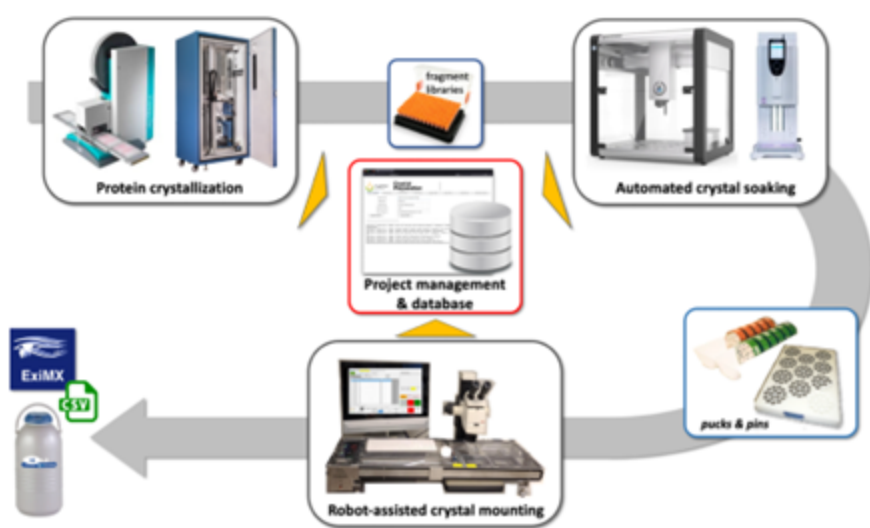 fragment
libraries
Protein crystallization
Automated crystal soaking
Project management
& database
ExiMX
CSV
pucks & pins
Robot-assisted crystal mounting